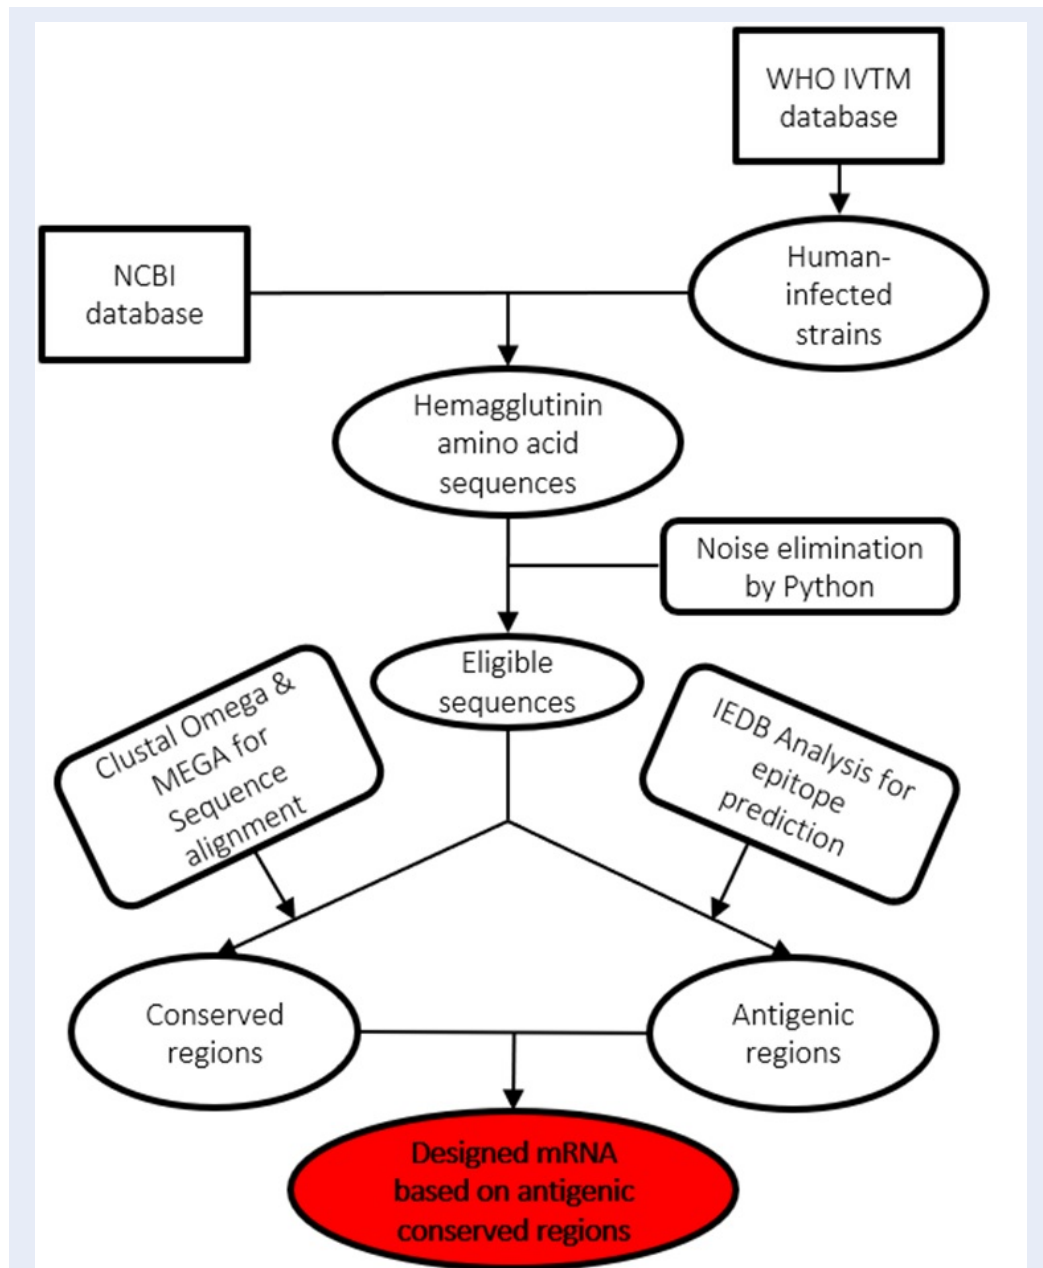 WHO IVTM
database
NCBI
database
Human-
infected
strains
Hemagglutinin
amino acid
sequences
Noise elimination
by Python
Eligible
sequences
Clustal Omega &
MEGA for
Sequence
alignment
IEDB Analysis for
epitope
prediction
Conserved
regions
Antigenic
regions
Designed mRNA
based on antigenic
conserved regions